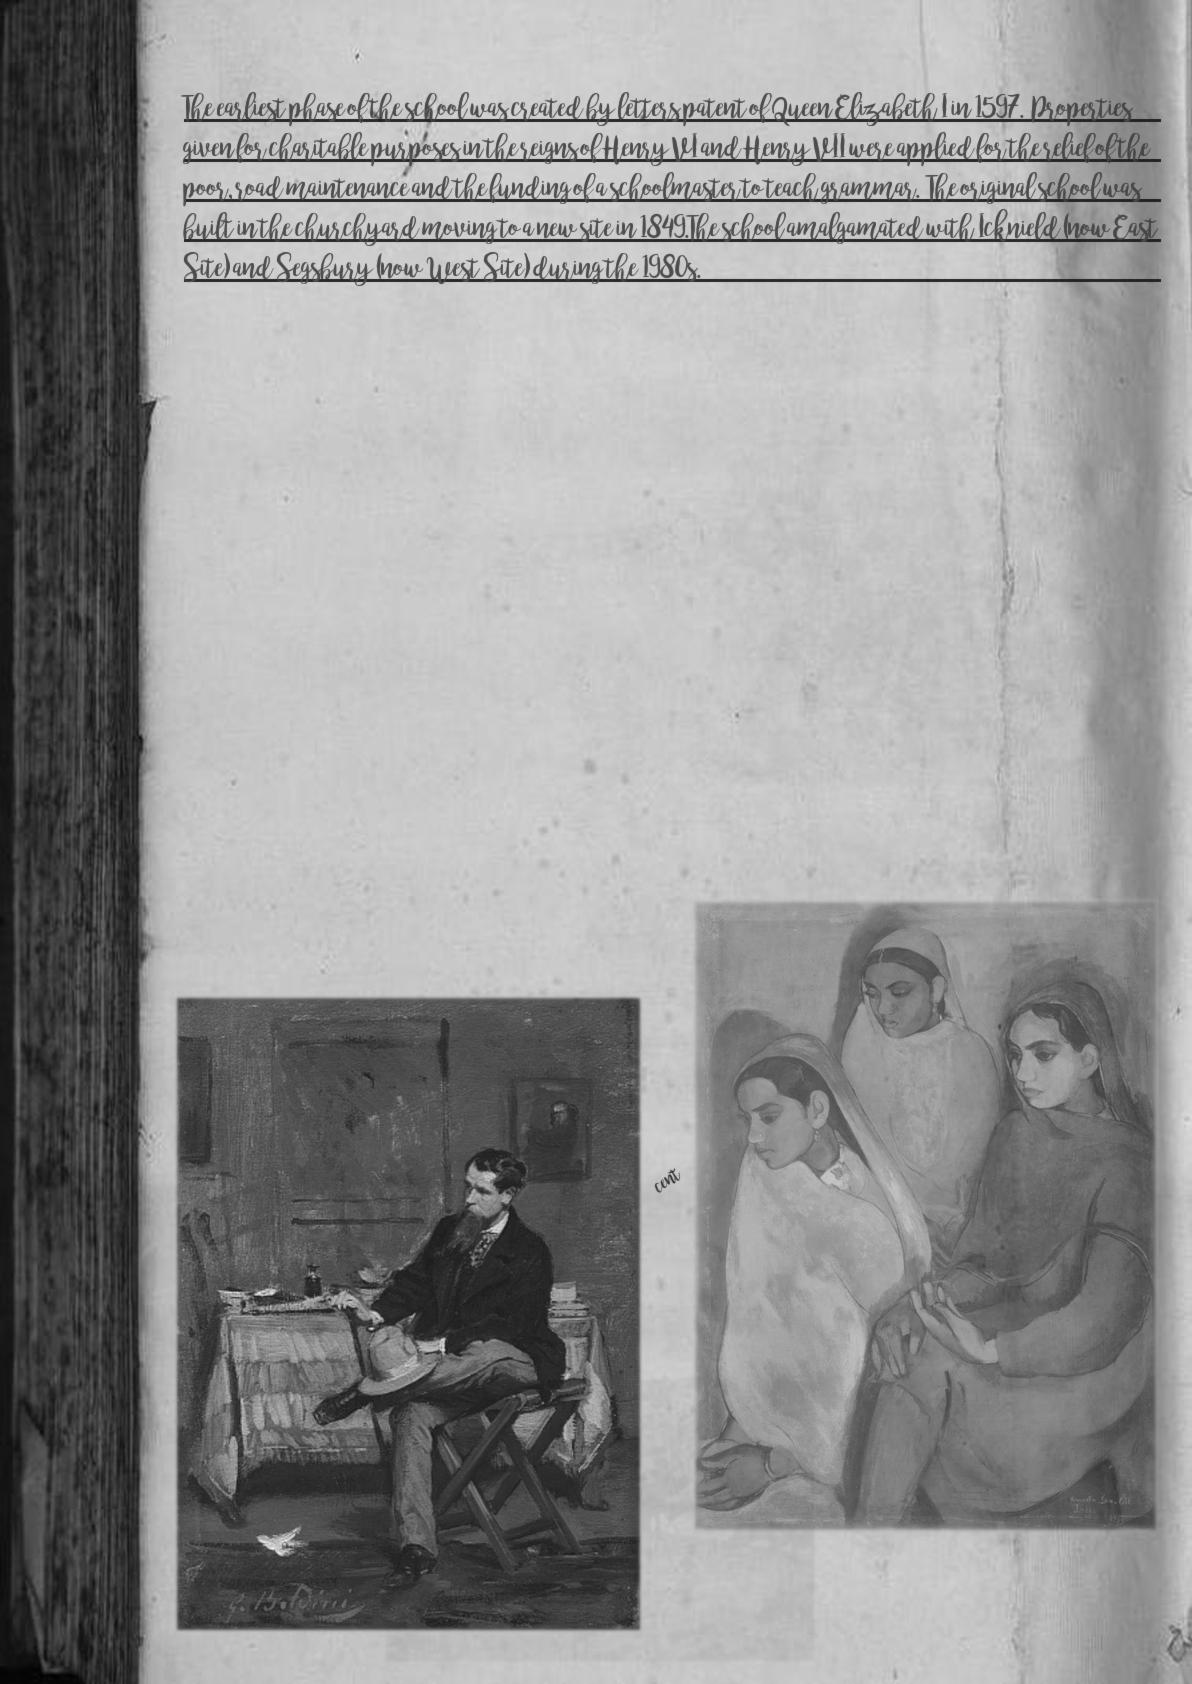 The earliest phase of the school was created by letters patent of Queen Elizabeth I in 1597. Properties
given for charitable purposes in the reigns of Henry VI and Henry VII were applied for the relief of the
poor, road maintenance and the funding of a schoolmaster to teach grammar. The original school was
built in the churchyard moving to a new site in 1849.The school amalgamated with Icknield (now East
Site) and Segsbury (now West Site) during the 1980s.
cent
G. Boldini